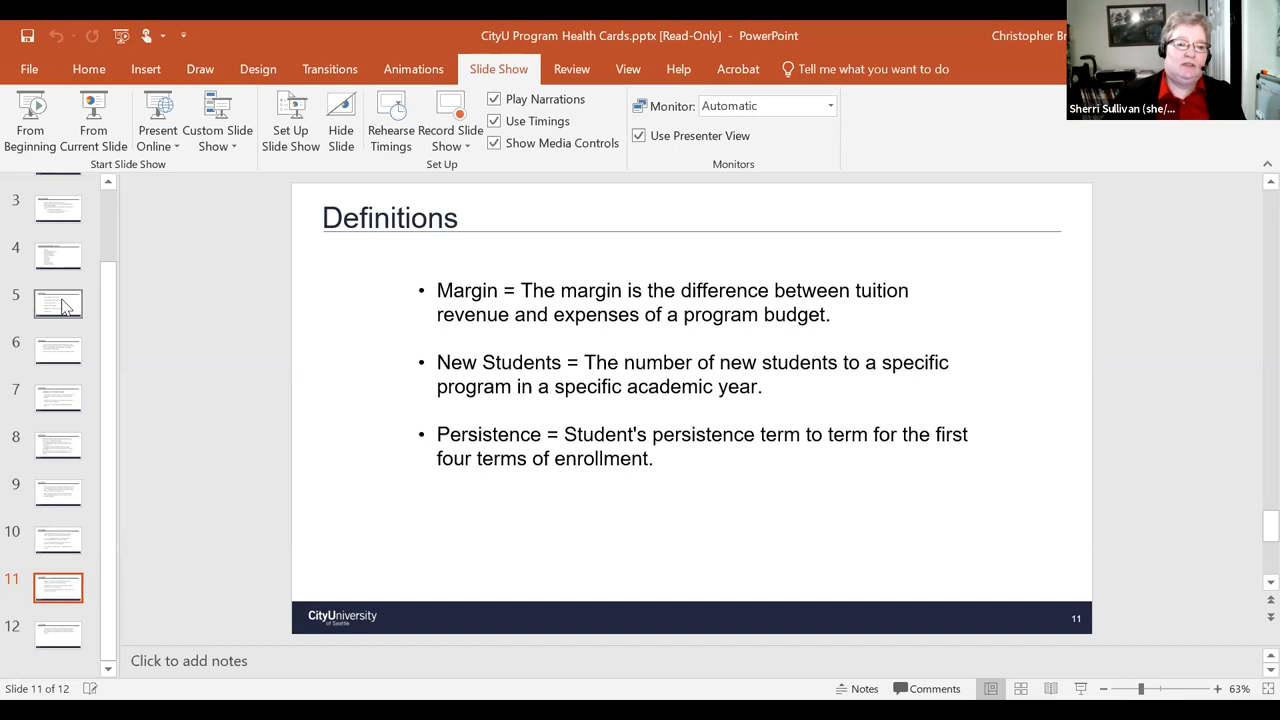 CityU Program Health Cards.pptx [Read-Only] - PowerPoint
Christopher
File Home Insert Draw Design Transitions Animations Slide Show Review View Help Acrobat Tell me what you want to do
From Beginning
From Current Slide
Present Online
Custom Slide Show
Start Slide Show
Set Up Slide Show
Hide Slide
Rehearse Timings
Record Slide Show
Play Narrations
Use Timings
Show Media Controls
Set Up
Monitor: Automatic
Use Presenter View
Monitors
Sherri Sullivan (she/...
3
4
5
6
7
8
9
10
11
12
Definitions
• Margin = The margin is the difference between tuition
revenue and expenses of a program budget.
• New Students = The number of new students to a specific
program in a specific academic year.
• Persistence = Student's persistence term to term for the first
four terms of enrollment.
CityUniversity
of Seattle
11
Click to add notes
Slide 11 of 12
Notes
Comments
63%